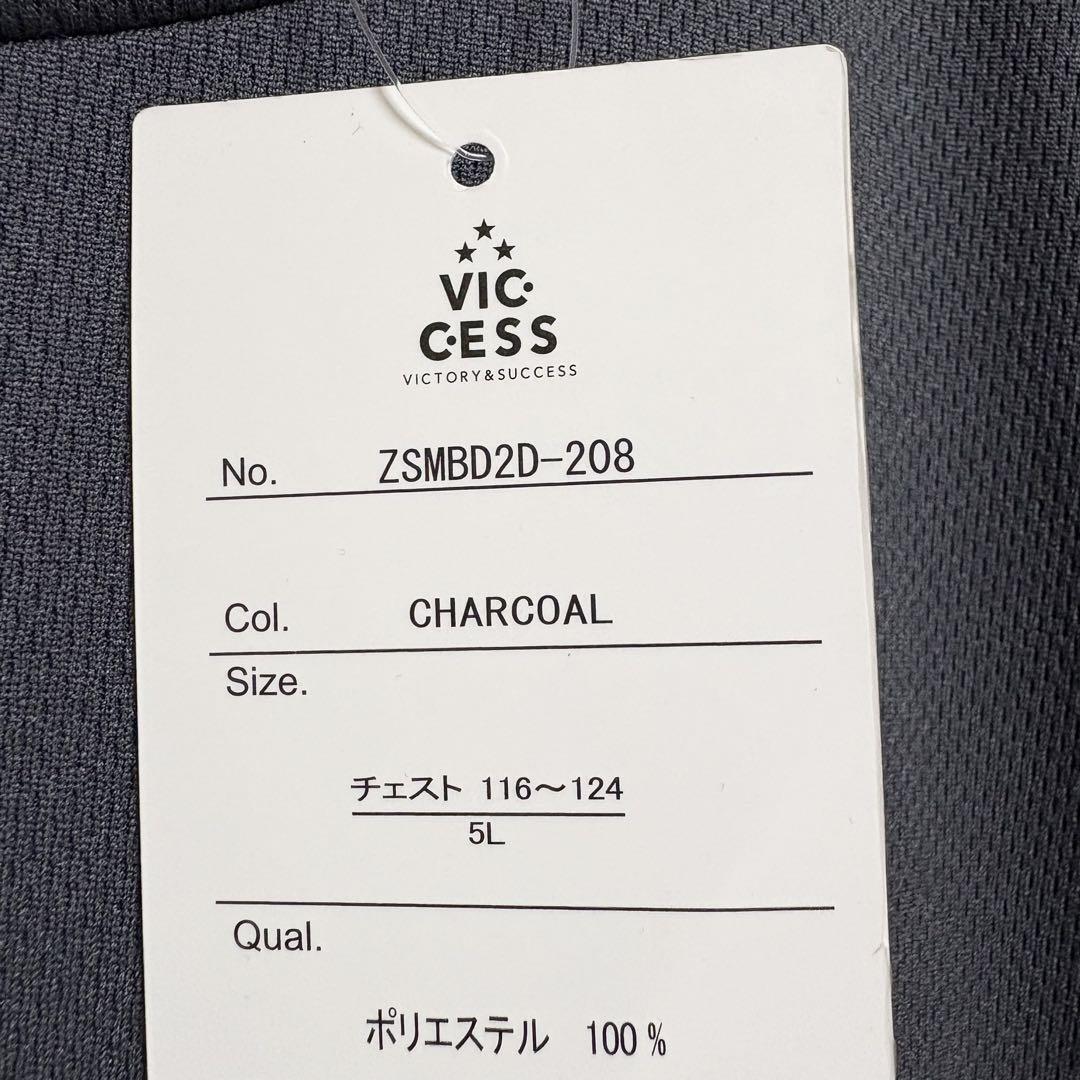 VIC
CESS
VICTORY&SUCCESS
No. ZSMBD2D-208
Col. CHARCOAL
Size.
チェスト 116～124
5L
Qual.
ポリエステル 100%